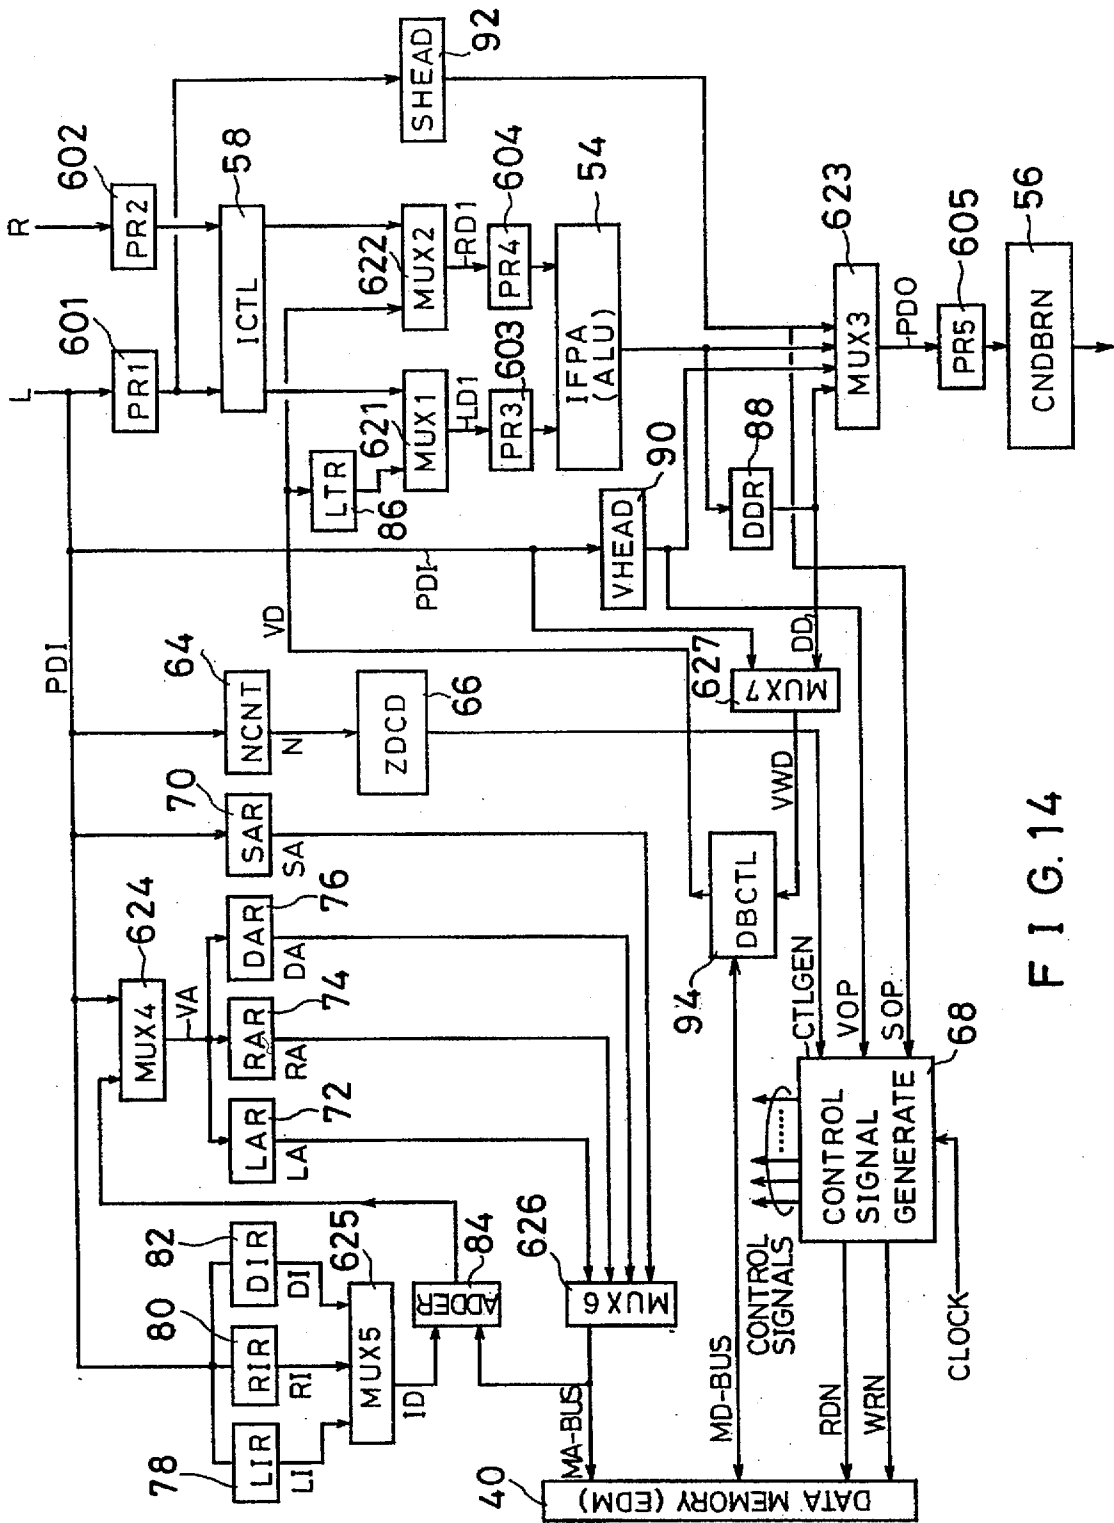 L
R
601
602
PR1
PR2
58
ICTL
SHEAD
92
PDI
64
NCNT
N
66
ZDCD
70
SAR
SA
76
DAR
DA
74
RAR
RA
72
LAR
LA
624
MUX4
VA
82
DIR
DI
80
RIR
RI
78
LIR
LI
625
MUX5
ID
84
ADDER
626
MUX6
MA-BUS
VD
LTR
86
621
MUX1
622
MUX2
LD1
RD1
PR3
603
PR4
604
54
IFPA
(ALU)
PDI
VHEAD
90
DDR
88
DD
627
MUX7
VWD
94
DBCTL
MD-BUS
MUX3
623
PDO
PR5
605
CNDBRN
56
CTLGEN
VOP
SOP
68
CONTROL
SIGNAL
GENERATE
CONTROL
SIGNALS
RDN
WRN
CLOCK
40
DATA MEMORY (EDM)
FIG. 14